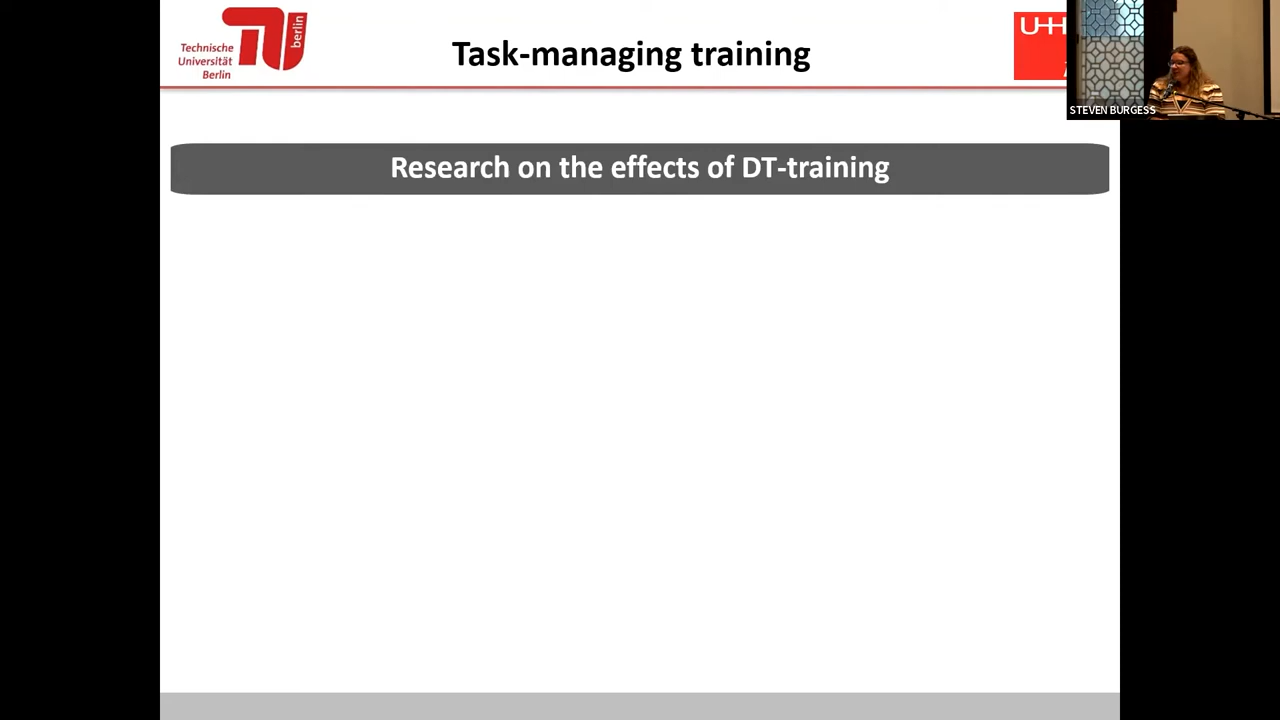 Technische
Universität
Berlin
berlin
Task-managing training
STEVEN BURGESS
Research on the effects of DT-training